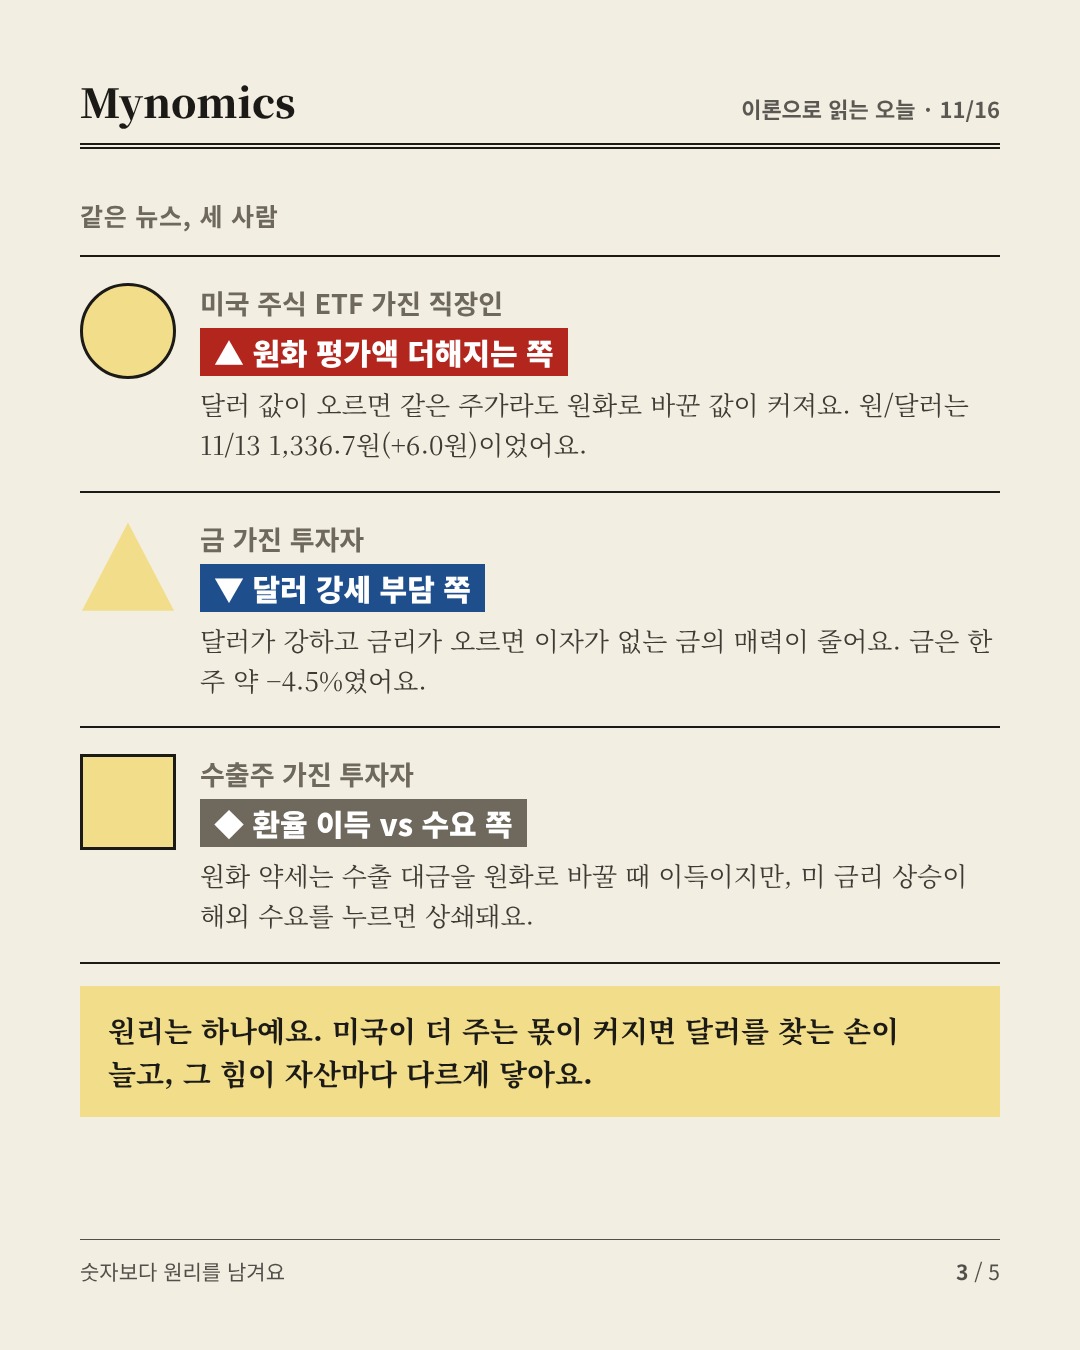 Mynomics
이론으로 읽는 오늘 · 11/16
같은 뉴스, 세 사람
미국 주식 ETF 가진 직장인
▲ 원화 평가액 더해지는 쪽
달러 값이 오르면 같은 주가라도 원화로 바꾼 값이 커져요. 원/달러는
11/13 1,336.7원(+6.0원)이었어요.
금 가진 투자자
▼ 달러 강세 부담 쪽
달러가 강하고 금리가 오르면 이자가 없는 금의 매력이 줄어요. 금은 한
주 약 −4.5%였어요.
수출주 가진 투자자
◆ 환율 이득 vs 수요 쪽
원화 약세는 수출 대금을 원화로 바꿀 때 이득이지만, 미 금리 상승이
해외 수요를 누르면 상쇄돼요.
원리는 하나예요. 미국이 더 주는 몫이 커지면 달러를 찾는 손이
늘고, 그 힘이 자산마다 다르게 닿아요.
숫자보다 원리를 남겨요
3 / 5